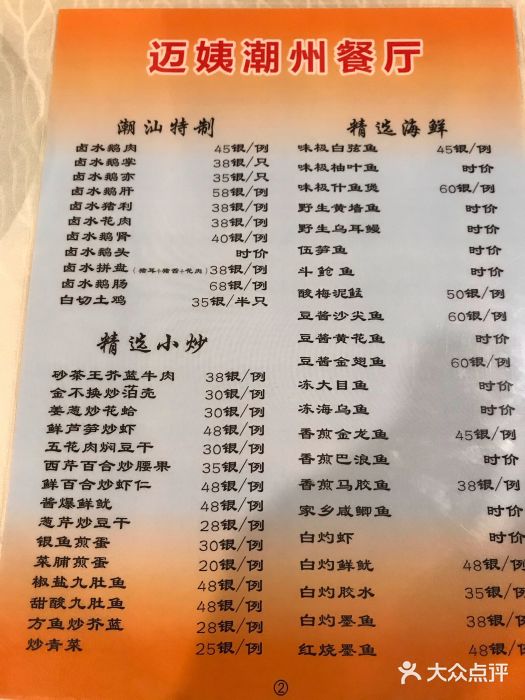 迈姨潮州餐厅
潮汕特制
卤水鹅肉 45银/例
卤水鹅掌 38银/只
卤水鹅亦 35银/只
卤水鹅肝 58银/例
卤水猪利 38银/例
卤水花肉 38银/例
卤水鹅肾 40银/例
卤水鹅头 时价
卤水拼盘（猪耳+猪舌+花肉）38银/例
卤水鹅肠 68银/例
白切土鸡 35银/半只
精选小炒
砂茶王芥蓝牛肉 38银/例
金不换炒萡壳 30银/例
姜葱炒花蛤 30银/例
鲜芦笋炒虾 48银/例
五花肉焖豆干 30银/例
西芹百合炒腰果 35银/例
鲜百合炒虾仁 48银/例
酱爆鲜鱿 48银/例
葱芹炒豆干 28银/例
银鱼煎蛋 30银/例
菜脯煎蛋 20银/例
椒盐九肚鱼 48银/例
甜酸九肚鱼 48银/例
方鱼炒芥蓝 28银/例
炒青菜 25银/例
精选海鲜
味极白弦鱼 45银/例
味极柚叶鱼 时价
味极什鱼煲 60银/例
野生黄墙鱼 时价
野生乌耳鳗 时价
伍笋鱼 时价
斗鲳鱼 时价
酸梅泥鯭 50银/例
豆酱沙尖鱼 60银/例
豆酱黄花鱼 时价
豆酱金翅鱼 60银/例
冻大目鱼 时价
冻海乌鱼 时价
香煎金龙鱼 45银/例
香煎巴浪鱼 时价
香煎马胶鱼 38银/例
家乡咸鲫鱼 时价
白灼虾 时价
白灼鲜鱿 48银/例
白灼胶水 35银/例
白灼墨鱼 38银/例
红烧墨鱼 48银/例
②
大众点评